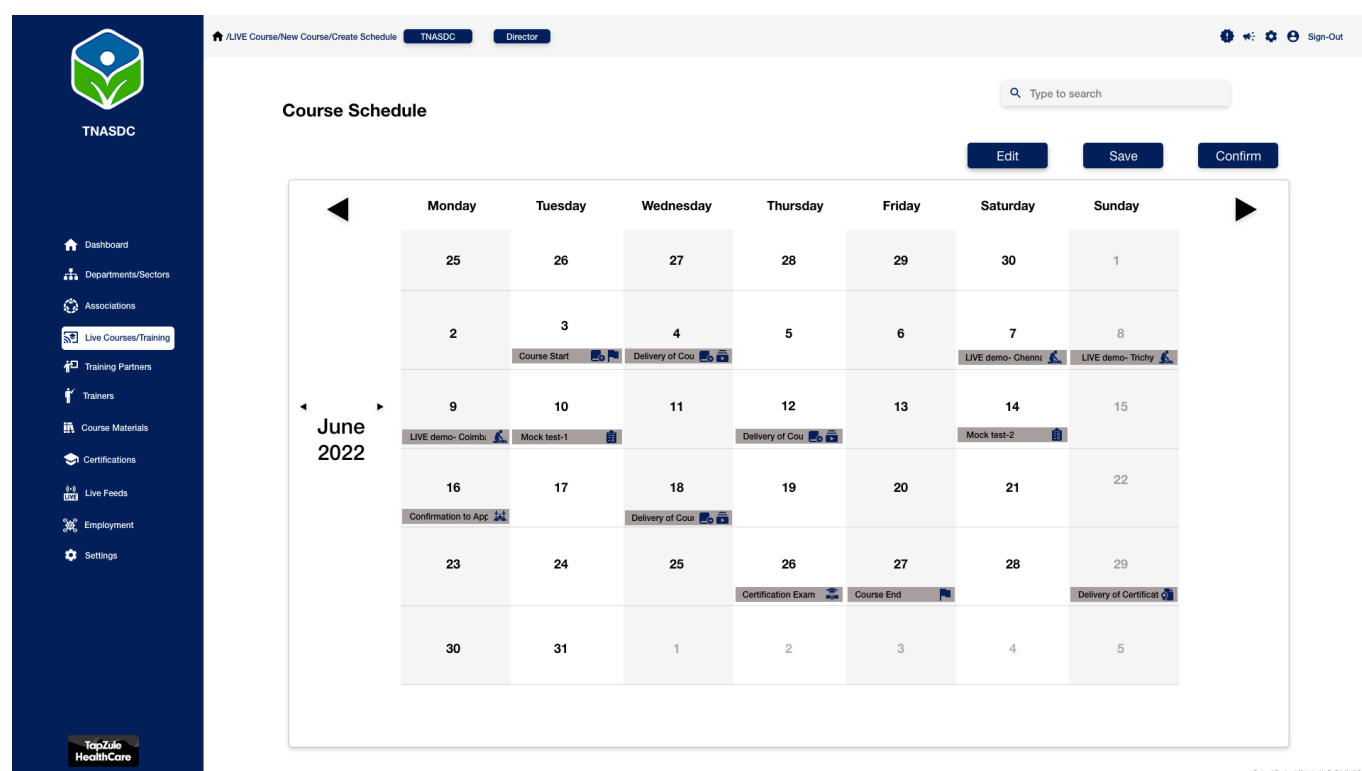 /LIVE Course/New Course/Create Schedule TNASDC Director Sign-Out
TNASDC
Dashboard
Departments/Sectors
Associations
Live Courses/Training
Training Partners
Trainers
Course Materials
Certifications
LIVE
Live Feeds
Employment
Settings
TapZule
HealthCare
Type to search
Course Schedule
Edit Save Confirm
Monday Tuesday Wednesday Thursday Friday Saturday Sunday
June
2022
25 26 27 28 29 30 1
2 3 4 5 6 7 8
Course Start Delivery of Cou LIVE demo- Chenna LIVE demo- Trichy
9 10 11 12 13 14 15
LIVE demo- Coimb Mock test-1 Delivery of Cou Mock test-2
16 17 18 19 20 21 22
Confirmation to App Delivery of Cour
23 24 25 26 27 28 29
Certification Exam Course End Delivery of Certificat
30 31 1 2 3 4 5